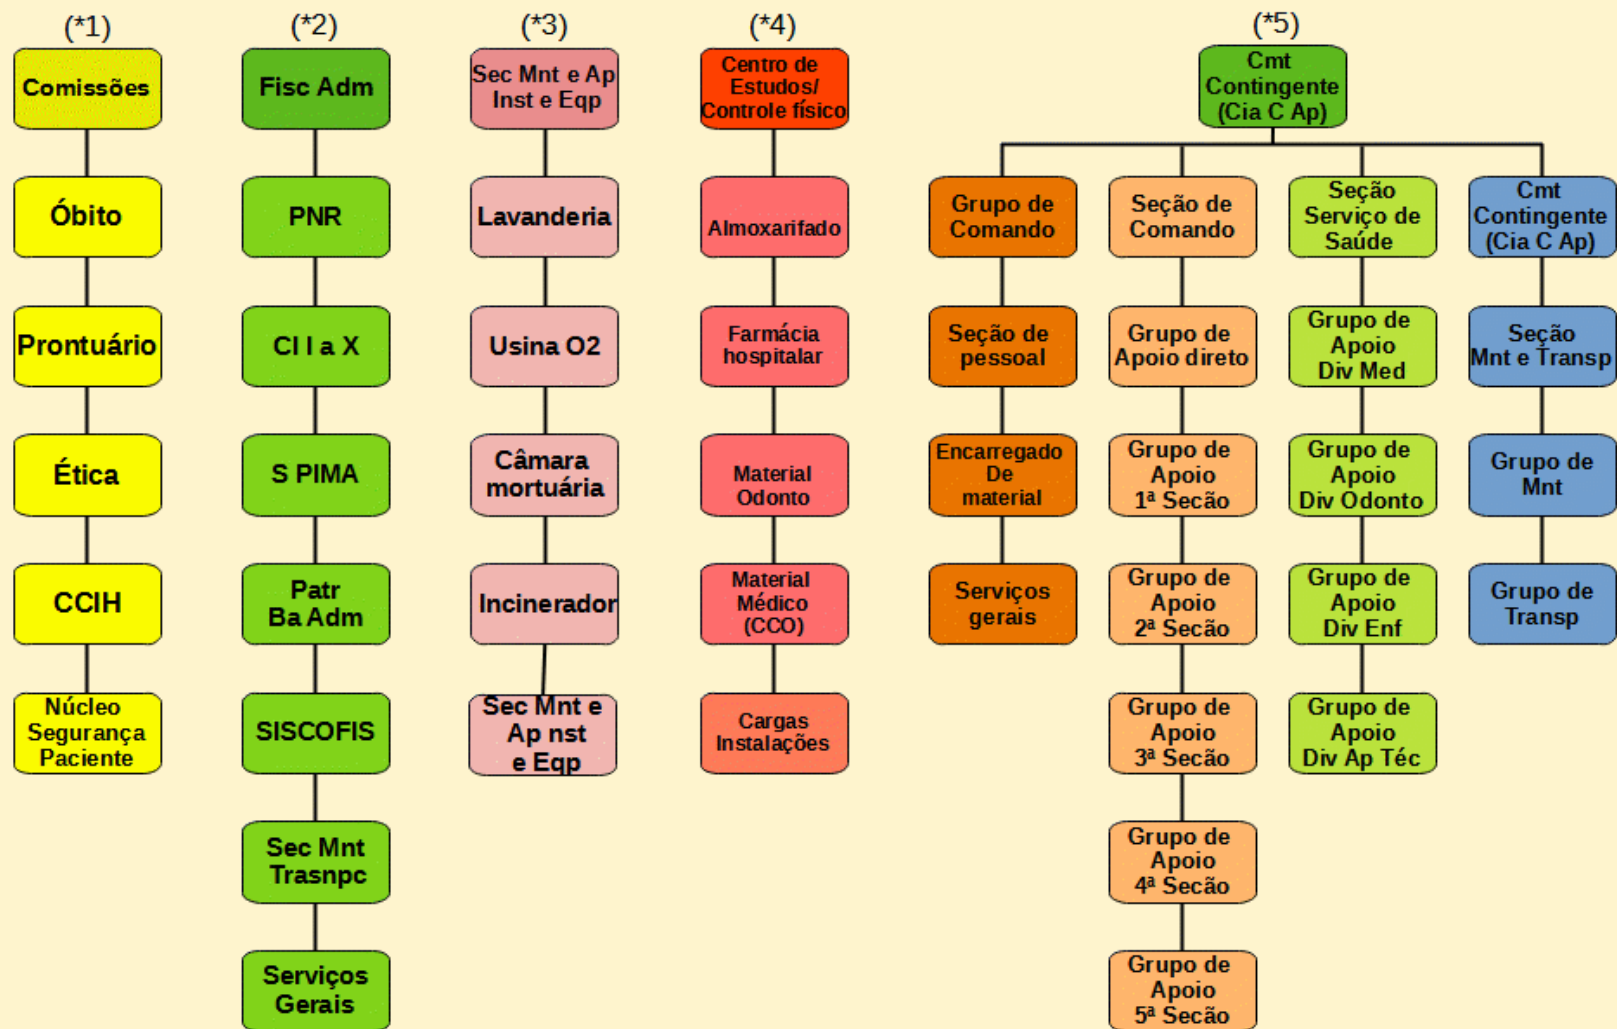 (*1)
Comissões
Óbito
Prontuário
Ética
CCIH
Núcleo
Segurança
Paciente
(*2)
Fisc Adm
PNR
CI I a X
S PIMA
Patr
Ba Adm
SISCOFIS
Sec Mnt
Trasnpc
Serviços
Gerais
(*3)
Sec Mnt e Ap
Inst e Eqp
Lavanderia
Usina O2
Câmara
mortuária
Incinerador
Sec Mnt e
Ap nst
e Eqp
(*4)
Centro de
Estudos/
Controle físico
Almoxarifado
Farmácia
hospitalar
Material
Odonto
Material
Médico
(CCO)
Cargas
Instalações
(*5)
Cmt
Contingente
(Cia C Ap)
Grupo de
Comando
Seção de
pessoal
Encarregado
De
material
Serviços
gerais
Seção de
Comando
Grupo de
Apoio direto
Grupo de
Apoio
1ª Secão
Grupo de
Apoio
2ª Secão
Grupo de
Apoio
3ª Secão
Grupo de
Apoio
4ª Secão
Grupo de
Apoio
5ª Secão
Seção
Serviço de
Saúde
Grupo de
Apoio
Div Med
Grupo de
Apoio
Div Odonto
Grupo de
Apoio
Div Enf
Grupo de
Apoio
Div Ap Téc
Cmt
Contingente
(Cia C Ap)
Seção
Mnt e Transp
Grupo de
Mnt
Grupo de
Transp